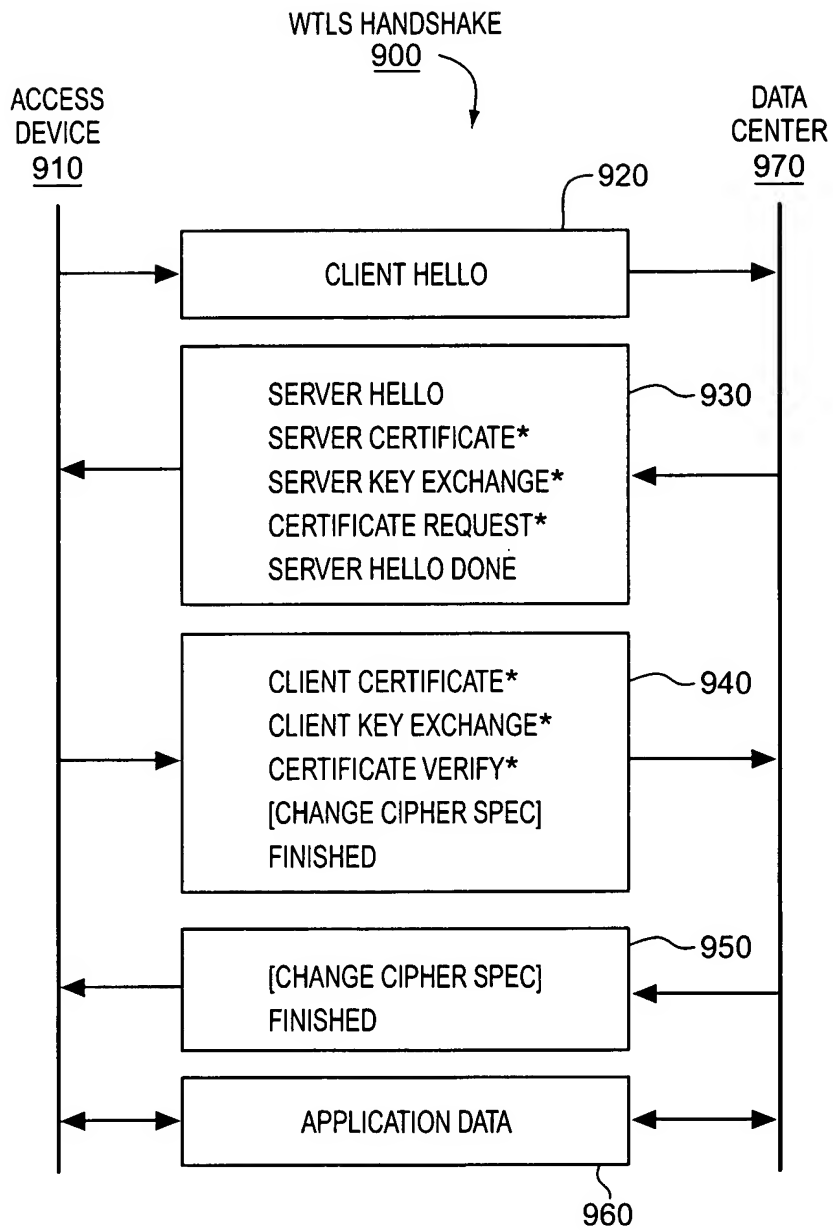 WTLS HANDSHAKE
900
ACCESS
DEVICE
910
DATA
CENTER
970
920
CLIENT HELLO
930
SERVER HELLO
SERVER CERTIFICATE*
SERVER KEY EXCHANGE*
CERTIFICATE REQUEST*
SERVER HELLO DONE
940
CLIENT CERTIFICATE*
CLIENT KEY EXCHANGE*
CERTIFICATE VERIFY*
[CHANGE CIPHER SPEC]
FINISHED
950
[CHANGE CIPHER SPEC]
FINISHED
APPLICATION DATA
960